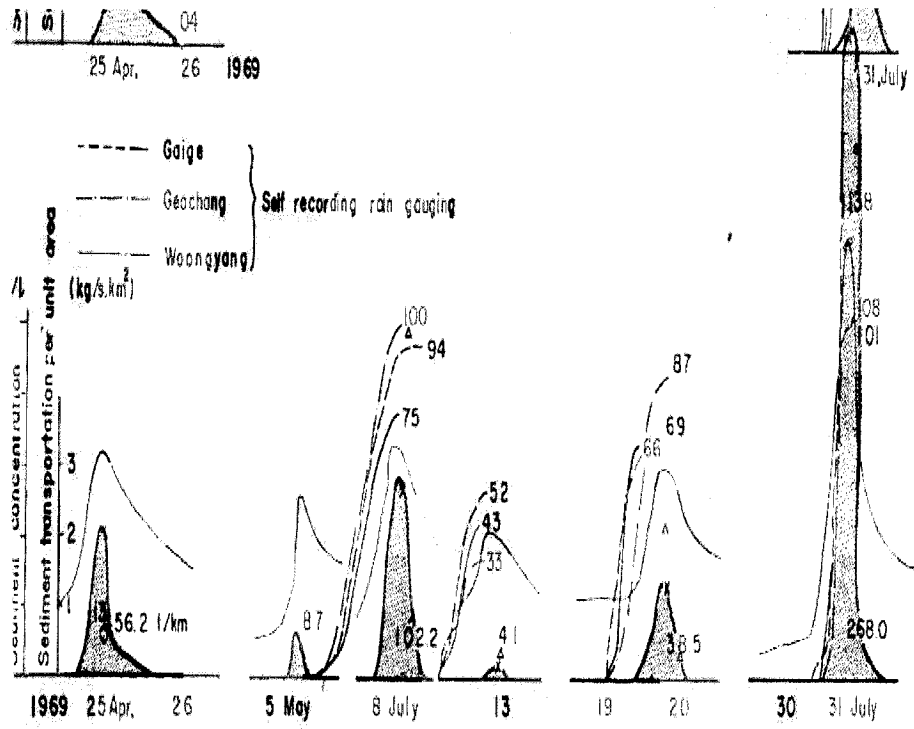 04
25 Apr. 26 1969
31, July
Gaige
Geochang
Woongyang
Self recording rain gauging
/l (kg/s.km²)
Sediment concentration
Sediment transportation per unit area
3
2
1
56.2 t/km
87
100
94
75
102.2
52
43
33
41
87
69
66
38.5
138
108
101
268.0
1969 25 Apr. 26 5 May 8 July 13 19 20 30 31 July